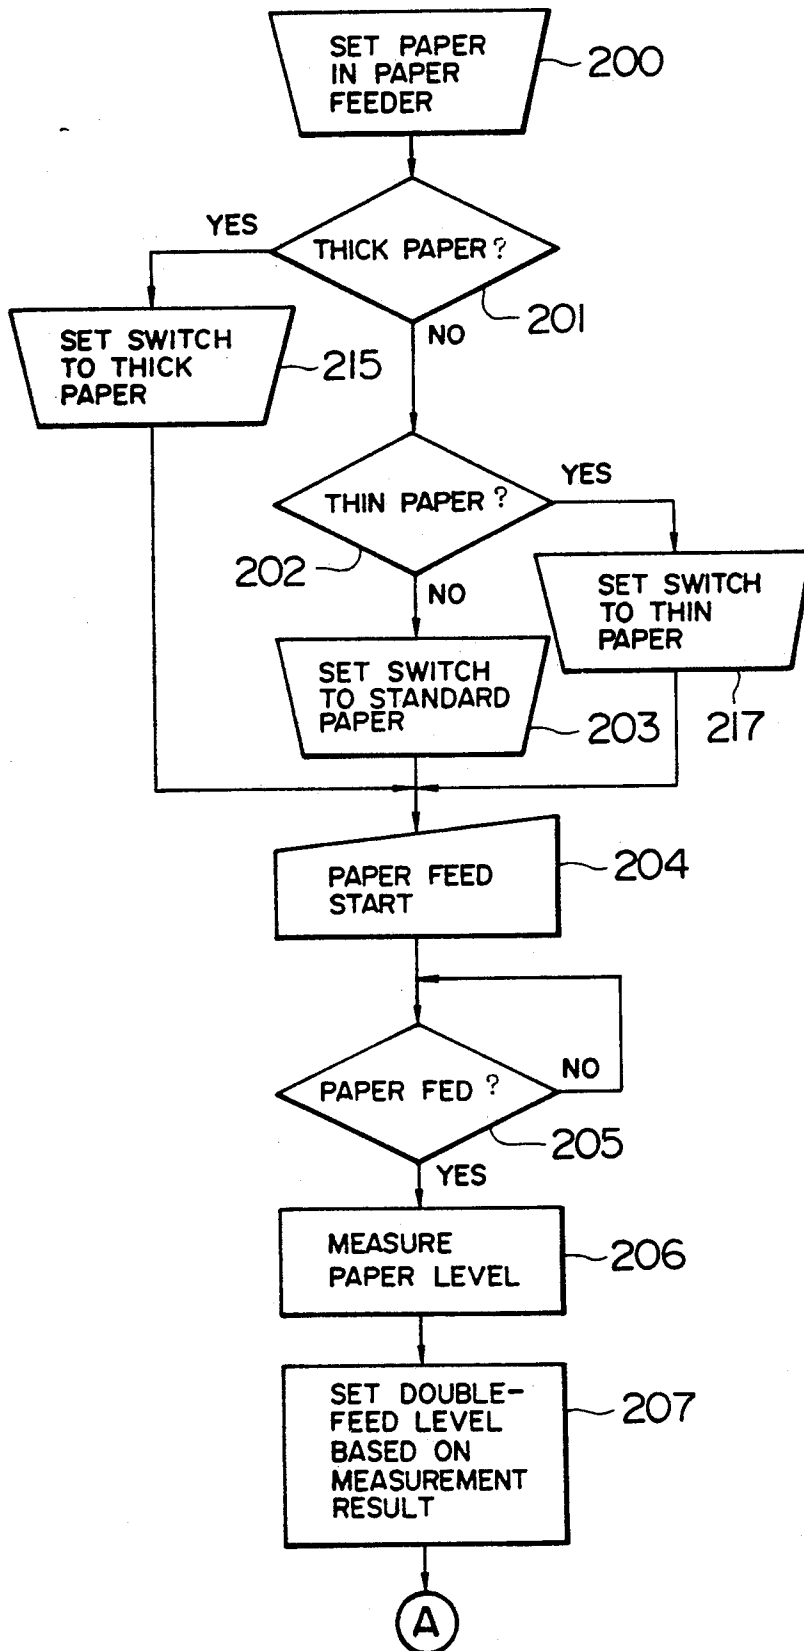 SET PAPER
IN PAPER
FEEDER
200
THICK PAPER?
201
YES
NO
SET SWITCH
TO THICK
PAPER
215
THIN PAPER?
202
YES
NO
SET SWITCH
TO THIN
PAPER
217
SET SWITCH
TO STANDARD
PAPER
203
PAPER FEED
START
204
PAPER FED?
205
NO
YES
MEASURE
PAPER LEVEL
206
SET DOUBLE-
FEED LEVEL
BASED ON
MEASUREMENT
RESULT
207
A